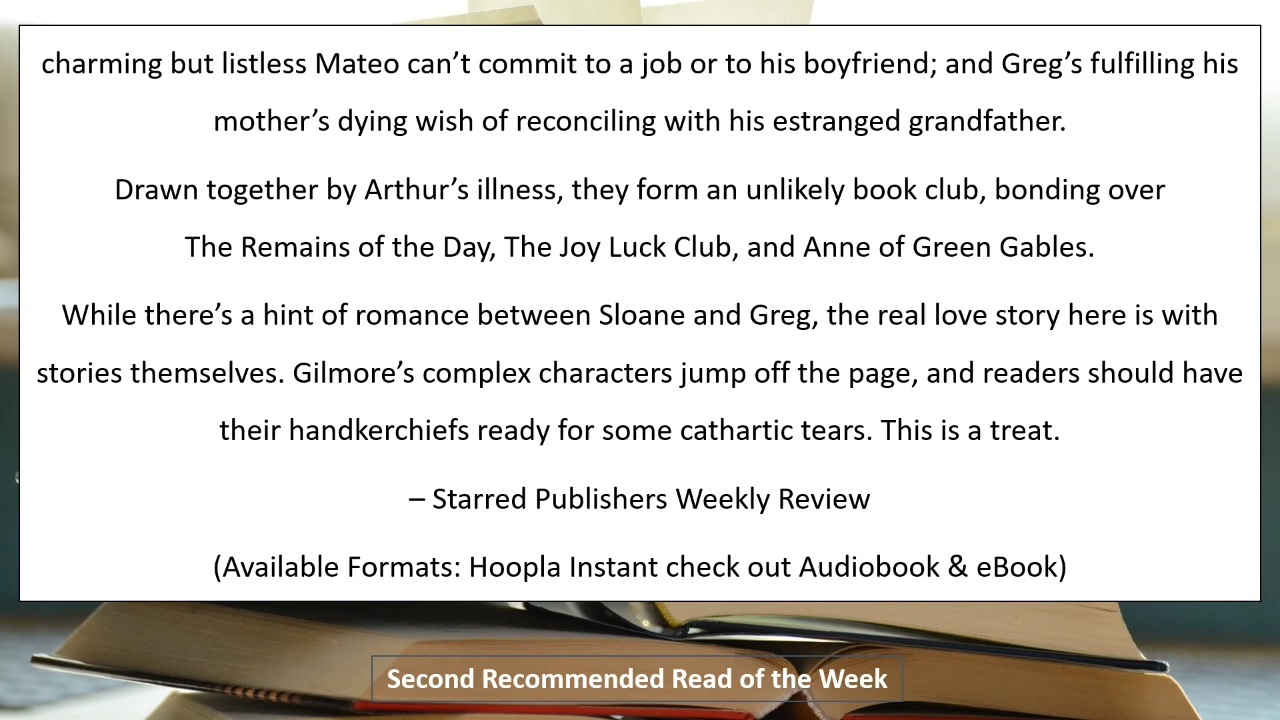 charming but listless Mateo can’t commit to a job or to his boyfriend; and Greg’s fulfilling his
mother’s dying wish of reconciling with his estranged grandfather.
Drawn together by Arthur’s illness, they form an unlikely book club, bonding over
The Remains of the Day, The Joy Luck Club, and Anne of Green Gables.
While there’s a hint of romance between Sloane and Greg, the real love story here is with
stories themselves. Gilmore’s complex characters jump off the page, and readers should have
their handkerchiefs ready for some cathartic tears. This is a treat.
– Starred Publishers Weekly Review
(Available Formats: Hoopla Instant check out Audiobook & eBook)
Second Recommended Read of the Week